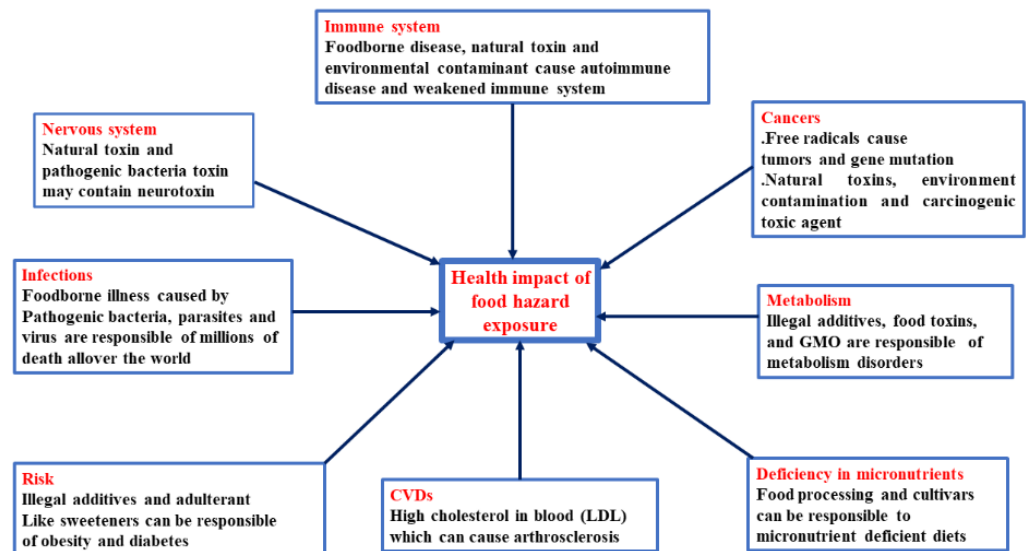 Immune system
Foodborne disease, natural toxin and
environmental contaminant cause autoimmune
disease and weakened immune system
Nervous system
Natural toxin and
pathogenic bacteria toxin
may contain neurotoxin
Cancers
.Free radicals cause
tumors and gene mutation
.Natural toxins, environment
contamination and carcinogenic
toxic agent
Infections
Foodborne illness caused by
Pathogenic bacteria, parasites and
virus are responsible of millions of
death allover the world
Health impact of
food hazard
exposure
Metabolism
Illegal additives, food toxins,
and GMO are responsible of
metabolism disorders
Risk
Illegal additives and adulterant
Like sweeteners can be responsible
of obesity and diabetes
CVDs
High cholesterol in blood (LDL)
which can cause arthrosclerosis
Deficiency in micronutrients
Food processing and cultivars
can be responsible to
micronutrient deficient diets